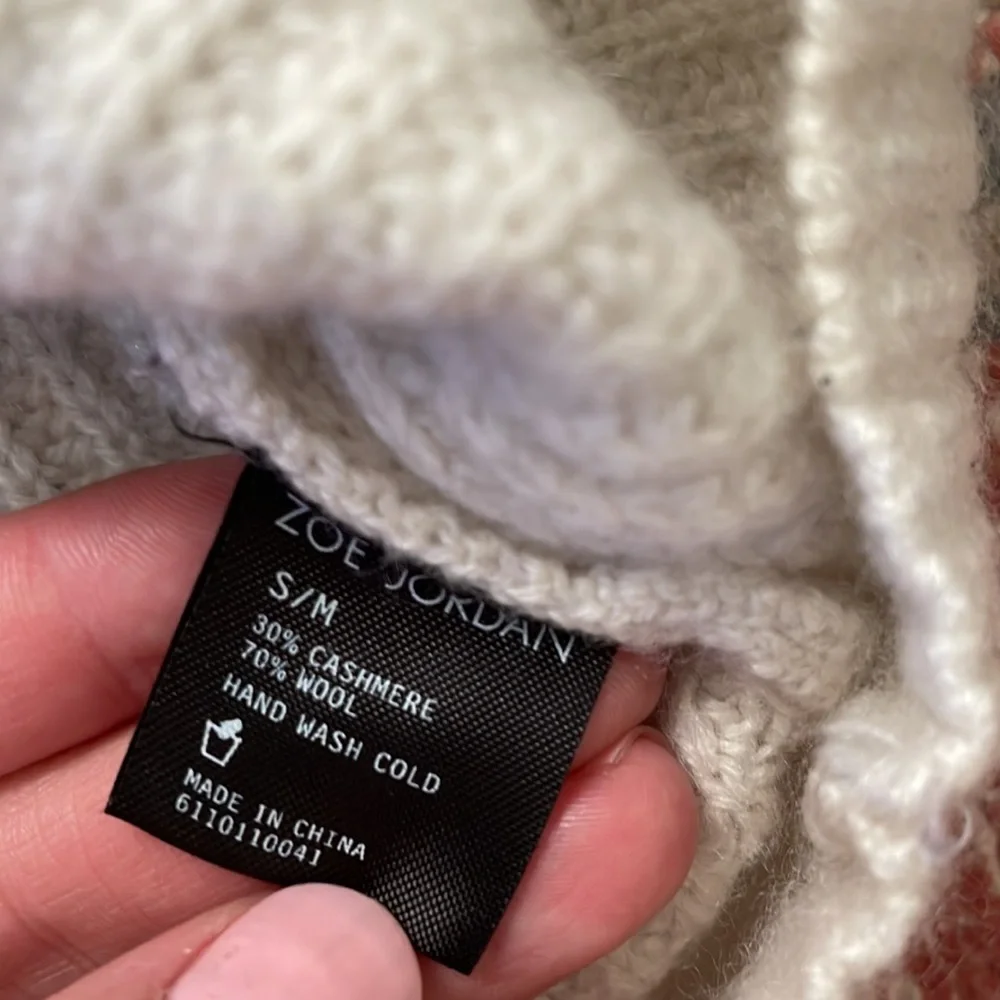 ZOE JORDAN
S/M
30% CASHMERE
70% WOOL
HAND WASH COLD
MADE IN CHINA
6110110041